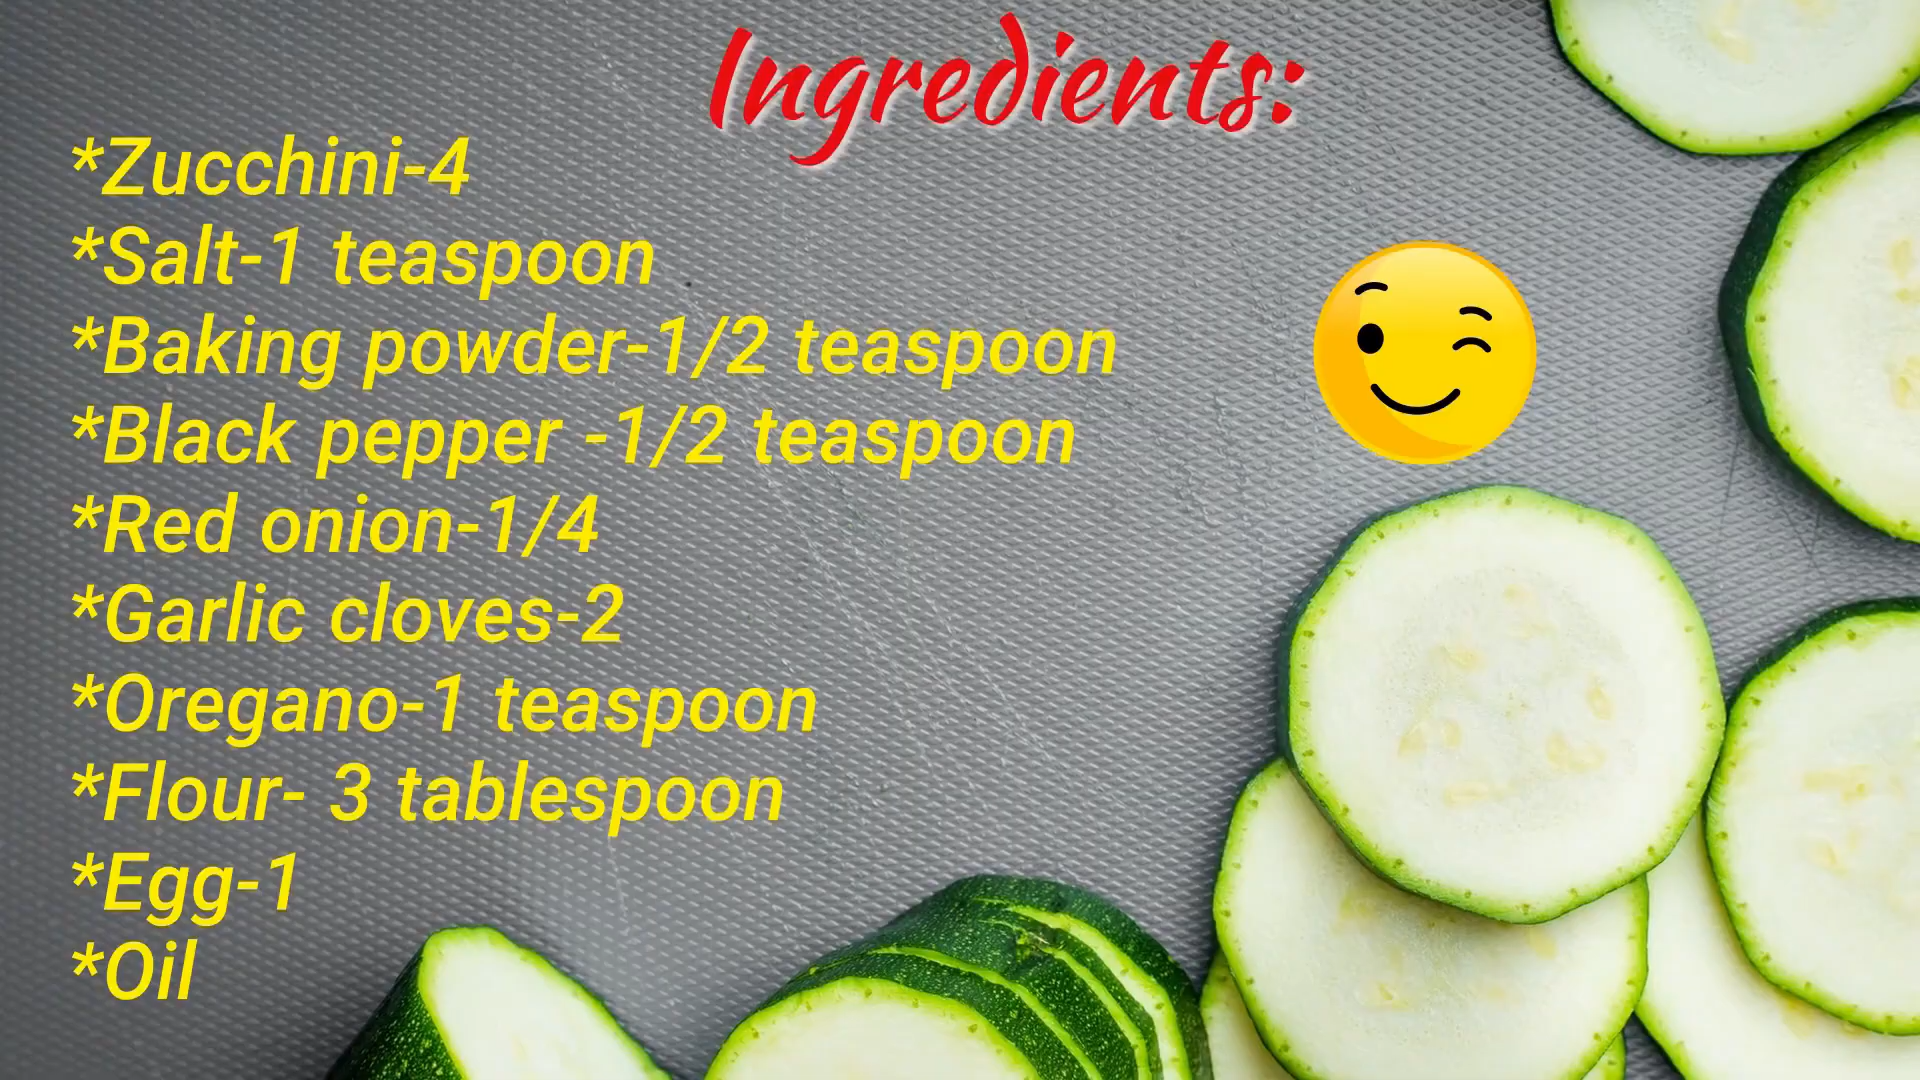 Ingredients:
*Zucchini-4
*Salt-1 teaspoon
*Baking powder-1/2 teaspoon
*Black pepper -1/2 teaspoon
*Red onion-1/4
*Garlic cloves-2
*Oregano-1 teaspoon
*Flour- 3 tablespoon
*Egg-1
*Oil